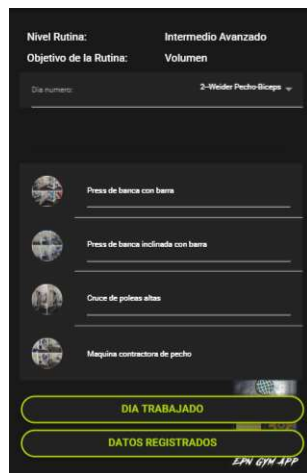 Nivel Rutina: Intermedio Avanzado
Objetivo de la Rutina: Volumen
Dia numero: 2-Weider Pecho-Biceps
Press de banca con barra
Press de banca inclinada con barra
Cruce de poleas altas
Maquina contractora de pecho
DIA TRABAJADO
DATOS REGISTRADOS
EPN GYM APP